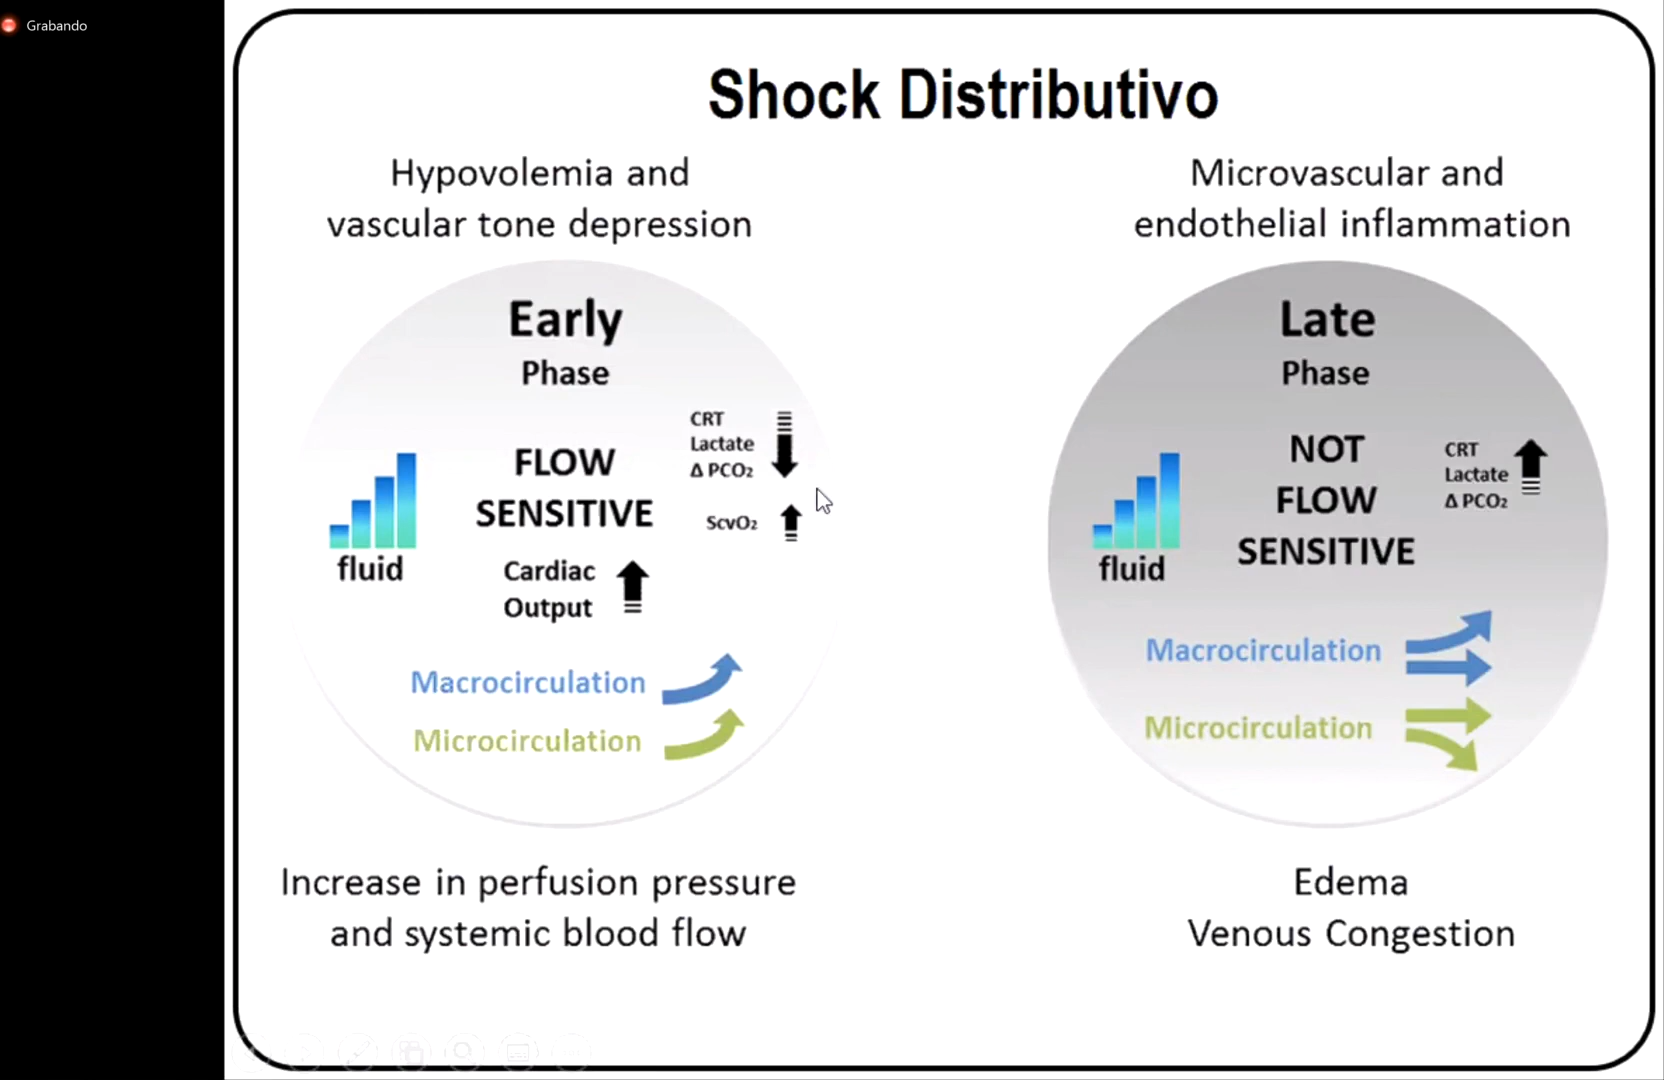 Grabando
Shock Distributivo
Hypovolemia and
vascular tone depression
Early
Phase
CRT
Lactate
Δ PCO₂
FLOW
SENSITIVE
ScvO₂
fluid
Cardiac
Output
Macrocirculation
Microcirculation
Increase in perfusion pressure
and systemic blood flow
Microvascular and
endothelial inflammation
Late
Phase
NOT
FLOW
SENSITIVE
CRT
Lactate
Δ PCO₂
fluid
Macrocirculation
Microcirculation
Edema
Venous Congestion